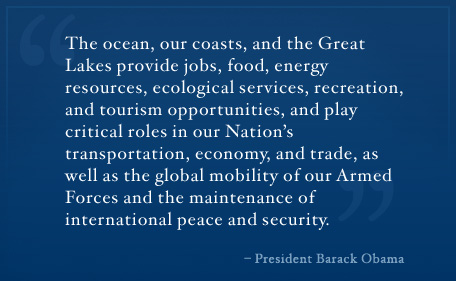 The ocean, our coasts, and the Great
Lakes provide jobs, food, energy
resources, ecological services, recreation,
and tourism opportunities, and play
critical roles in our Nation’s
transportation, economy, and trade, as
well as the global mobility of our Armed
Forces and the maintenance of
international peace and security.
– President Barack Obama